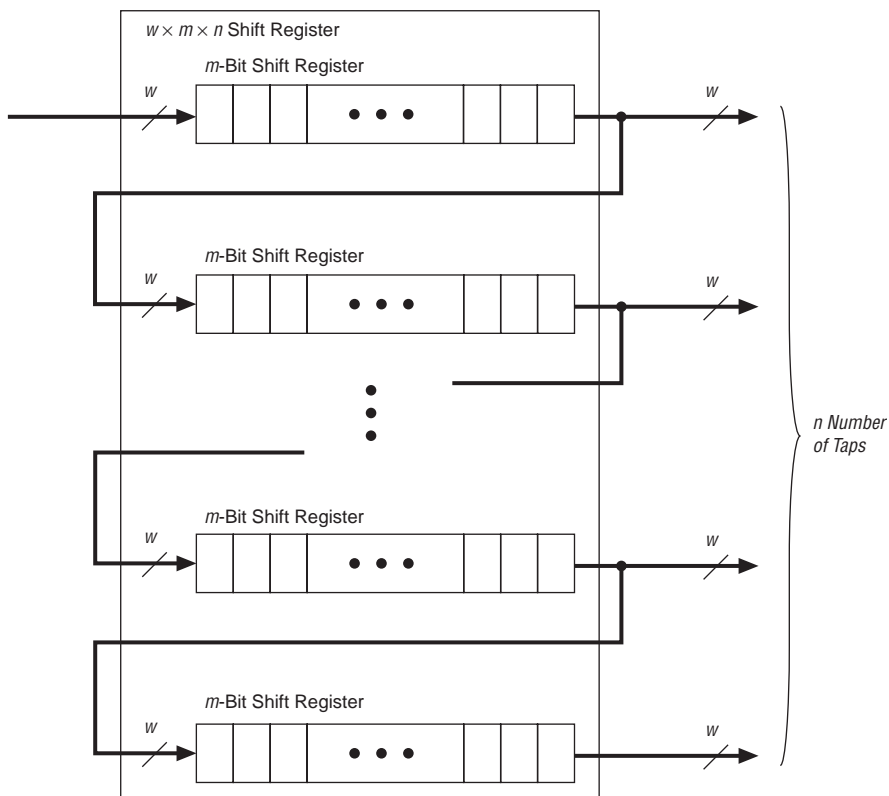 w × m × n Shift Register
m-Bit Shift Register
w
w
m-Bit Shift Register
w
w
n Number
of Taps
m-Bit Shift Register
w
w
m-Bit Shift Register
w
w